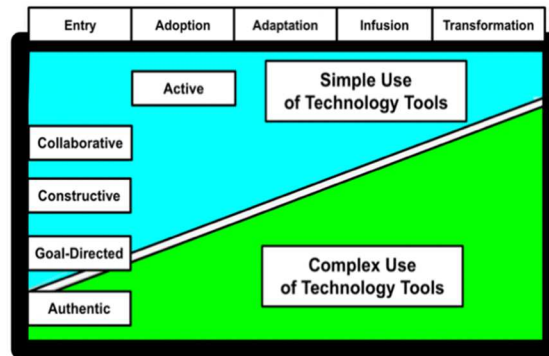 Entry Adoption Adaptation Infusion Transformation
Active
Simple Use
of Technology Tools
Collaborative
Constructive
Goal-Directed
Complex Use
of Technology Tools
Authentic